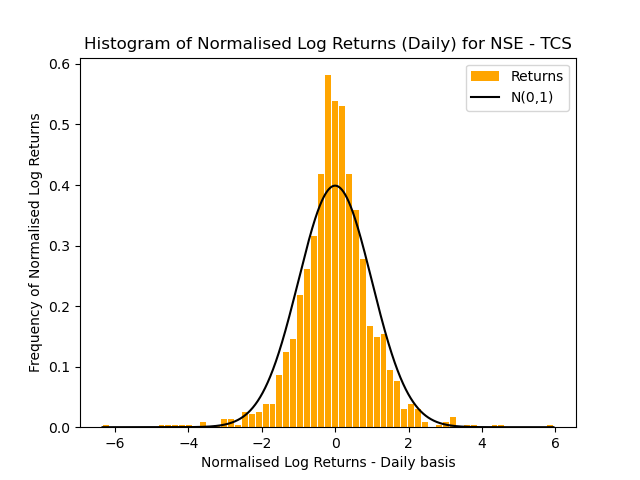 Histogram of Normalised Log Returns (Daily) for NSE - TCS
Returns
N(0,1)
Frequency of Normalised Log Returns
0.6
0.5
0.4
0.3
0.2
0.1
0.0
−6
−4
−2
0
2
4
6
Normalised Log Returns - Daily basis